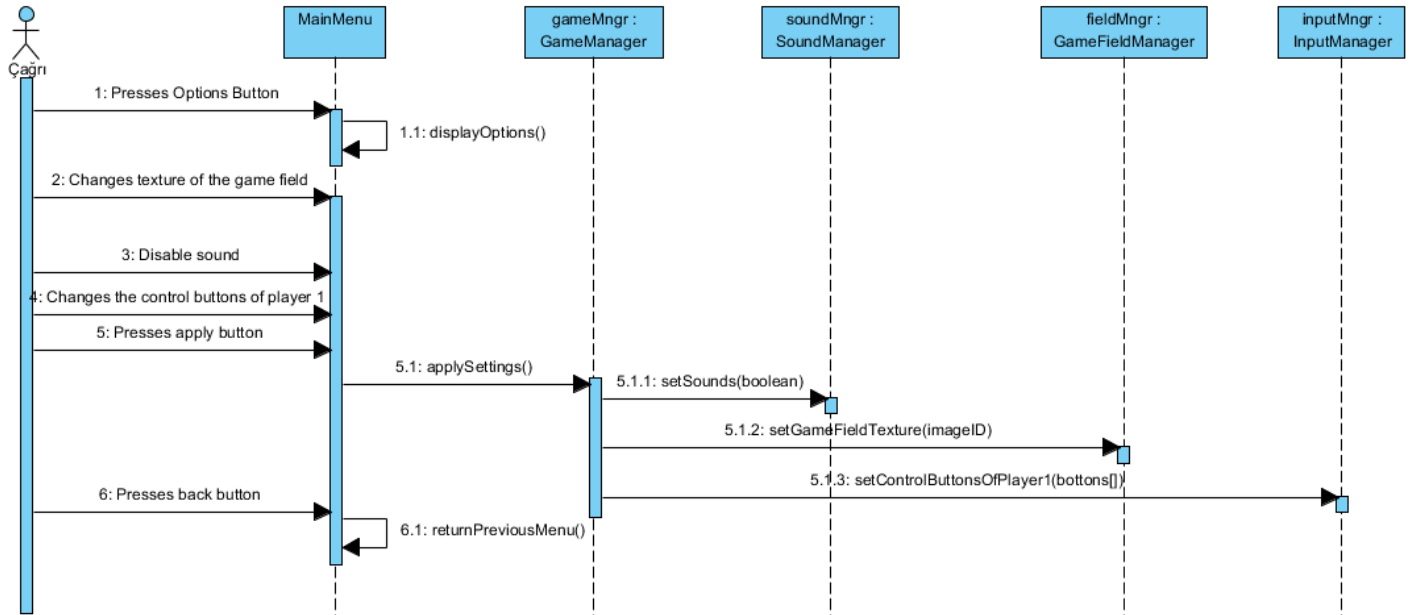 MainMenu
gameMngr :
GameManager
soundMngr :
SoundManager
fieldMngr :
GameFieldManager
inputMngr :
InputManager
Çağrı
1: Presses Options Button
1.1: displayOptions()
2: Changes texture of the game field
3: Disable sound
4: Changes the control buttons of player 1
5: Presses apply button
5.1: applySettings()
5.1.1: setSounds(boolean)
5.1.2: setGameFieldTexture(imageID)
5.1.3: setControlButtonsOfPlayer1(bottons[])
6: Presses back button
6.1: returnPreviousMenu()